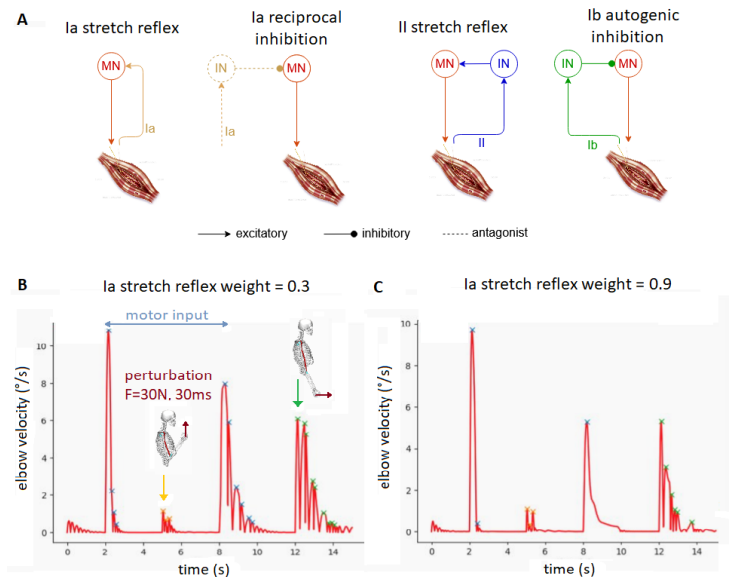 A
Ia stretch reflex
Ia reciprocal
inhibition
II stretch reflex
Ib autogenic
inhibition
MN
Ia
IN
MN
Ia
MN
IN
II
IN
MN
Ib
excitatory
inhibitory
antagonist
B
Ia stretch reflex weight = 0.3
motor input
perturbation
F=30N, 30ms
elbow velocity (°/s)
10
8
6
4
2
0
0 2 4 6 8 10 12 14
time (s)
C
Ia stretch reflex weight = 0.9
elbow velocity (°/s)
10
8
6
4
2
0
0 2 4 6 8 10 12 14
time (s)